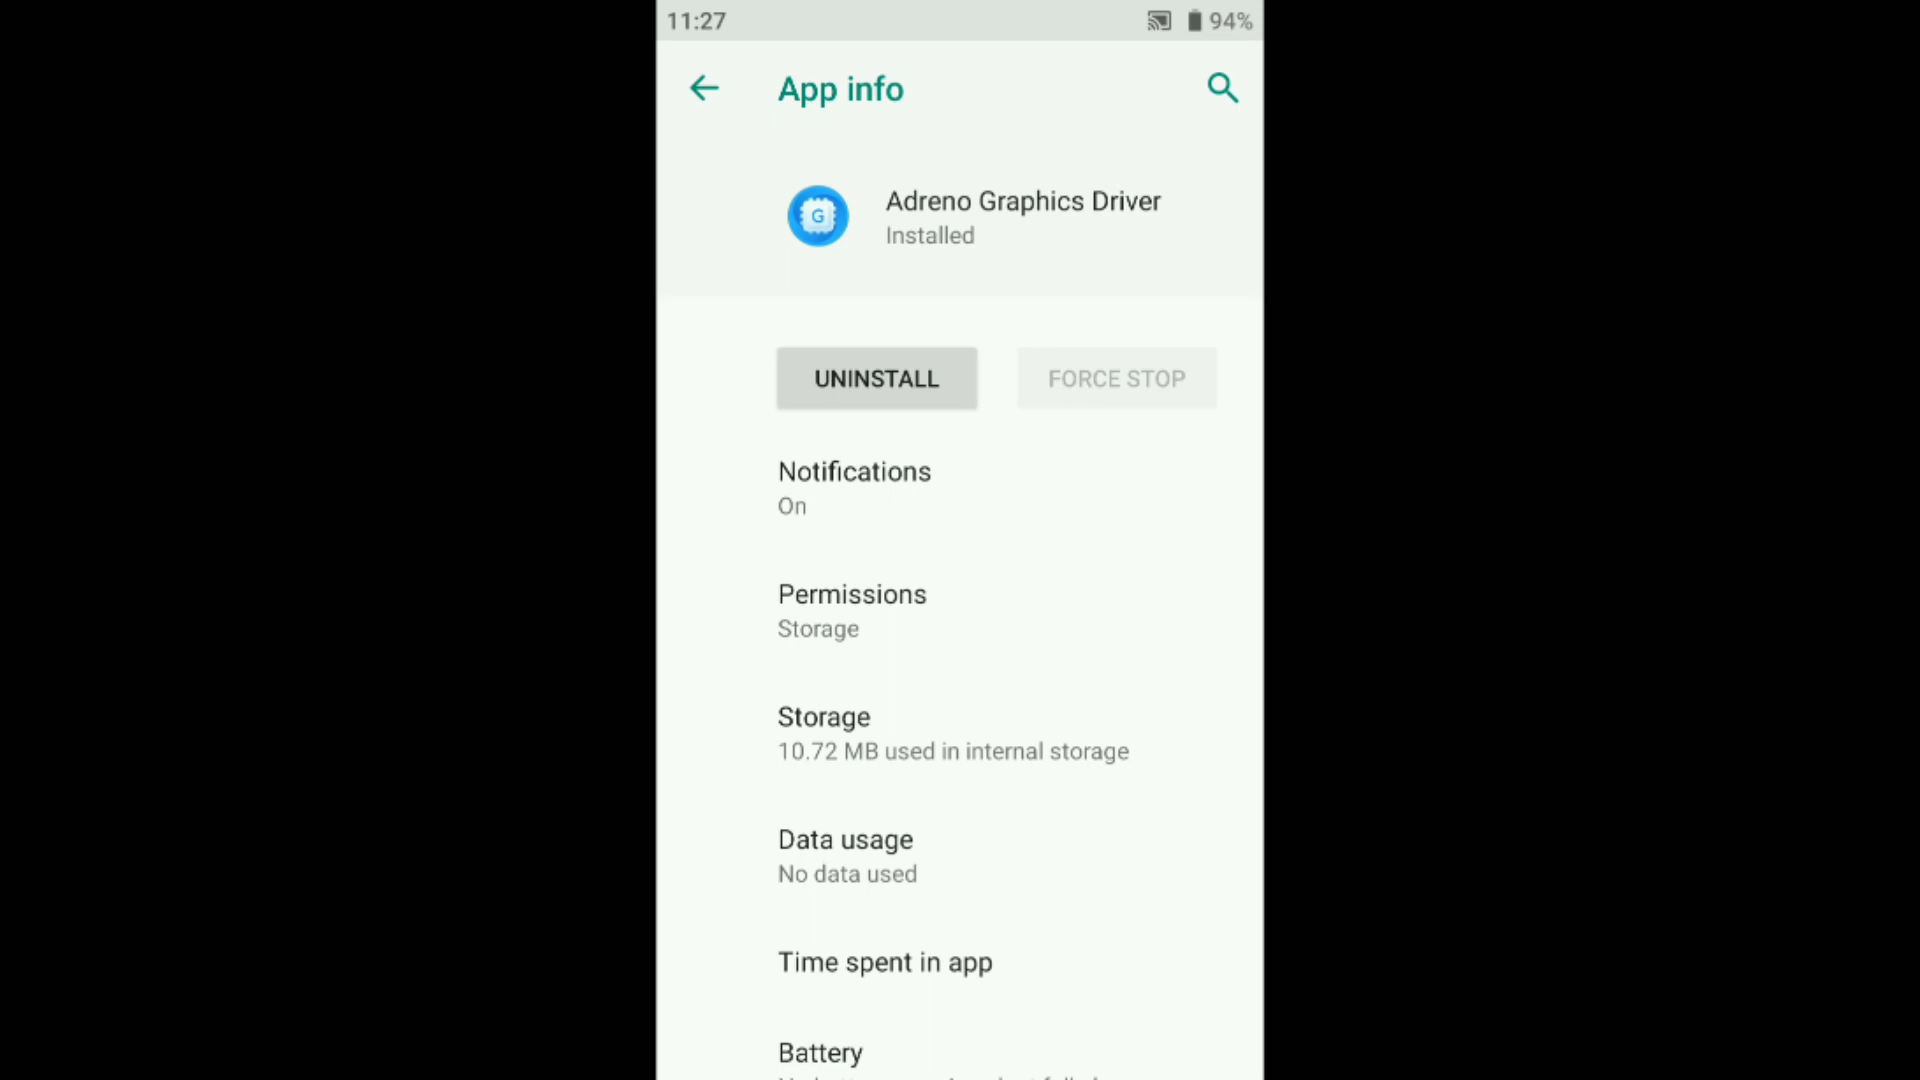 11:27
94%
App info
G
Adreno Graphics Driver
Installed
UNINSTALL
FORCE STOP
Notifications
On
Permissions
Storage
Storage
10.72 MB used in internal storage
Data usage
No data used
Time spent in app
Battery